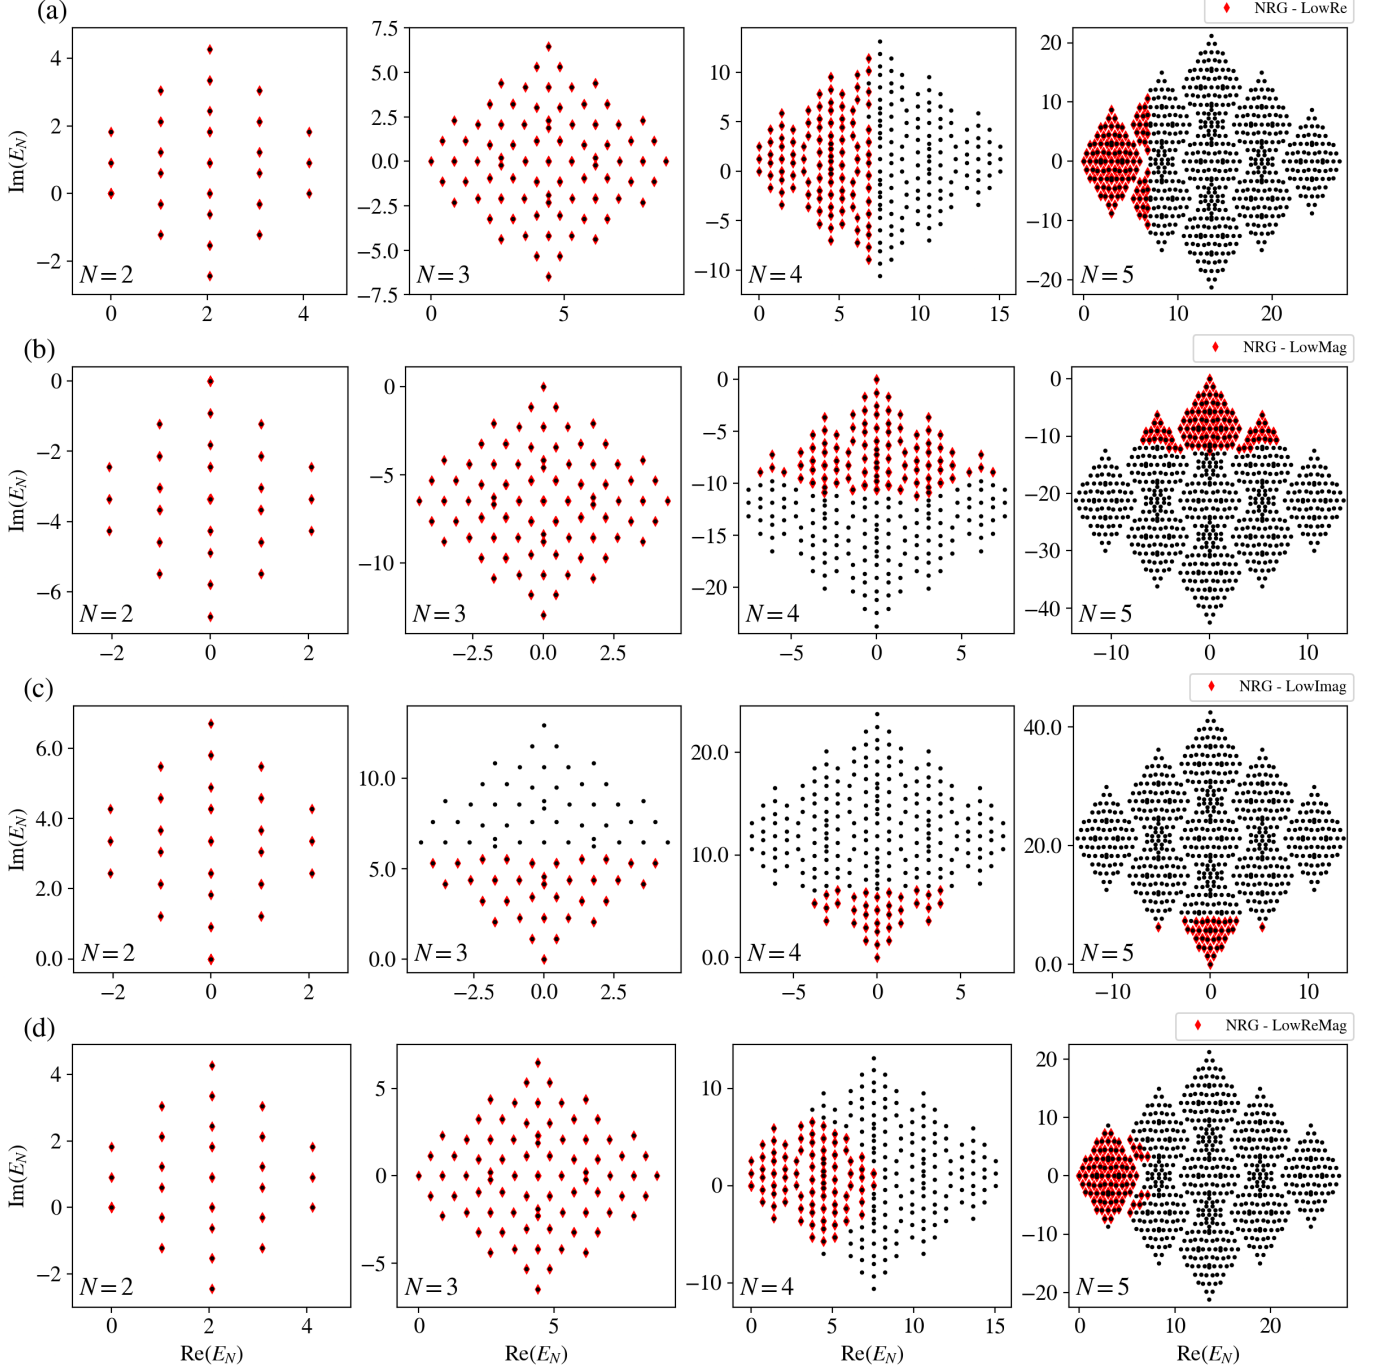 (a)
NRG - LowRe
Im(E_N)
4
2
0
−2
N=2
0 2 4
7.5
5.0
2.5
0.0
−2.5
−5.0
−7.5
N=3
0 5
10
5
0
−5
−10
N=4
0 5 10 15
20
10
0
−10
−20
N=5
10 20
(b)
NRG - LowMag
Im(E_N)
0
−2
−4
−6
N=2
−2 0 2
0
−5
−10
N=3
−2.5 0.0 2.5
0
−5
−10
−15
−20
N=4
−5 0 5
0
−10
−20
−30
−40
N=5
−10 0 10
(c)
NRG - LowImag
Im(E_N)
6.0
4.0
2.0
0.0
N=2
−2 0 2
10.0
5.0
0.0
N=3
−2.5 0.0 2.5
20.0
10.0
0.0
N=4
−5 0 5
40.0
20.0
0.0
N=5
−10 0 10
(d)
NRG - LowReMag
Im(E_N)
4
2
0
−2
N=2
0 2 4
Re(E_N)
5
0
−5
N=3
0 5
Re(E_N)
10
0
−10
N=4
0 5 10 15
Re(E_N)
20
10
0
−10
−20
N=5
0 10 20
Re(E_N)